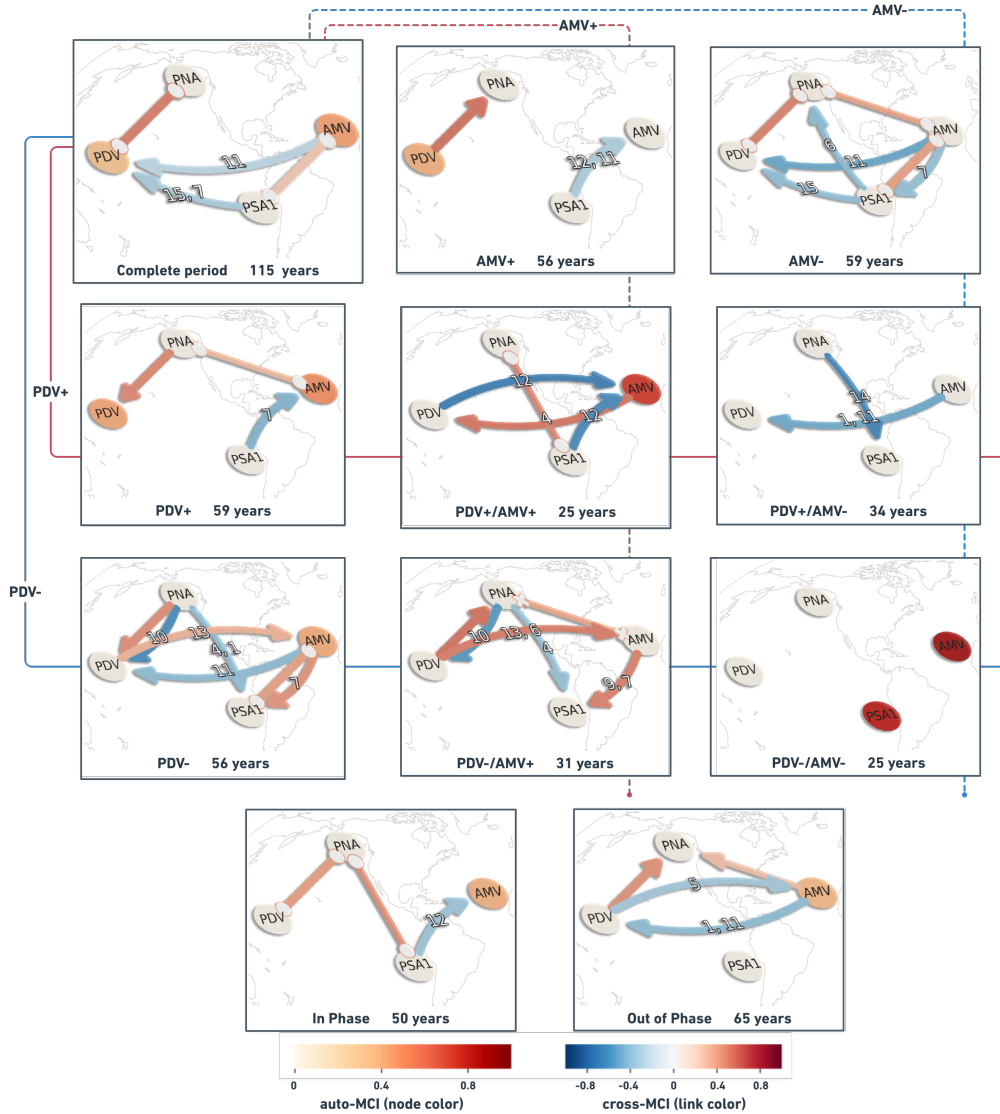 AMV-
AMV+
PNA
AMV
PDV
11
15, 7
PSA1
Complete period 115 years
PNA
PDV
AMV
12, 11
PSA1
AMV+ 56 years
PNA
AMV
PDV
6
11
7
15
PSA1
AMV- 59 years
PDV+
PNA
AMV
PDV
7
PSA1
PDV+ 59 years
PNA
12
AMV
PDV
4
12
PSA1
PDV+/AMV+ 25 years
PNA
14
AMV
PDV
1, 11
PSA1
PDV+/AMV- 34 years
PDV-
PNA
10
13
AMV
4, 1
PDV
11
7
PSA1
PDV- 56 years
PNA
10
13, 6
AMV
4
PDV
9, 7
PSA1
PDV-/AMV+ 31 years
PNA
AMV
PDV
PSA1
PDV-/AMV- 25 years
PNA
AMV
PDV
12
PSA1
In Phase 50 years
PNA
5
AMV
PDV
1, 11
PSA1
Out of Phase 65 years
0 0.4 0.8
auto-MCI (node color)
-0.8 -0.4 0 0.4 0.8
cross-MCI (link color)